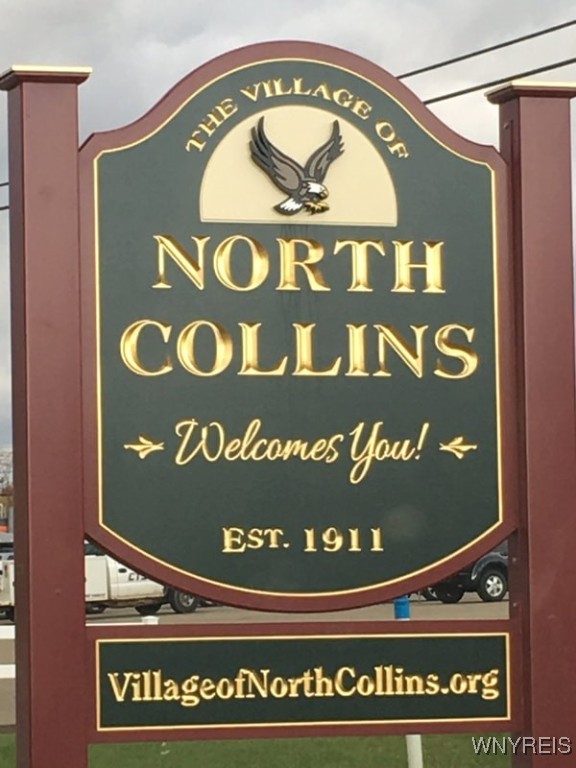 THE VILLAGE OF
NORTH
COLLINS
Welcomes You!
EST. 1911
VillageofNorthCollins.org
WNYREIS